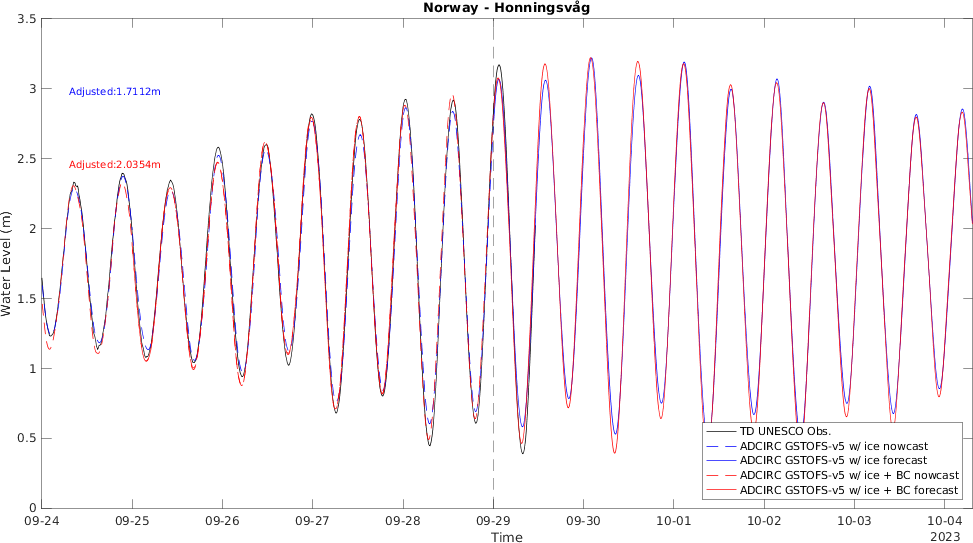 Norway - Honningsvåg
3.5
3
2.5
2
1.5
1
0.5
0
Water Level (m)
Adjusted:1.7112m
Adjusted:2.0354m
TD UNESCO Obs.
ADCIRC GSTOFS-v5 w/ ice nowcast
ADCIRC GSTOFS-v5 w/ ice forecast
ADCIRC GSTOFS-v5 w/ ice + BC nowcast
ADCIRC GSTOFS-v5 w/ ice + BC forecast
09-24 09-25 09-26 09-27 09-28 09-29 09-30 10-01 10-02 10-03 10-04
Time
2023